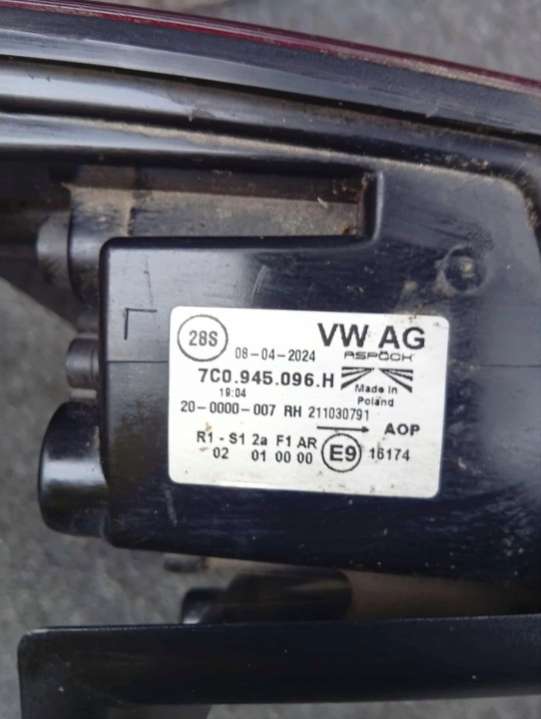 28S
08-04-2024
VW AG
ASPÖCK
7C0.945.096.H
19:04
Made in
Poland
20-0000-007 RH 211030791
AOP
R1 - S1 2a F1 AR
02 01 00 00
E9
16174